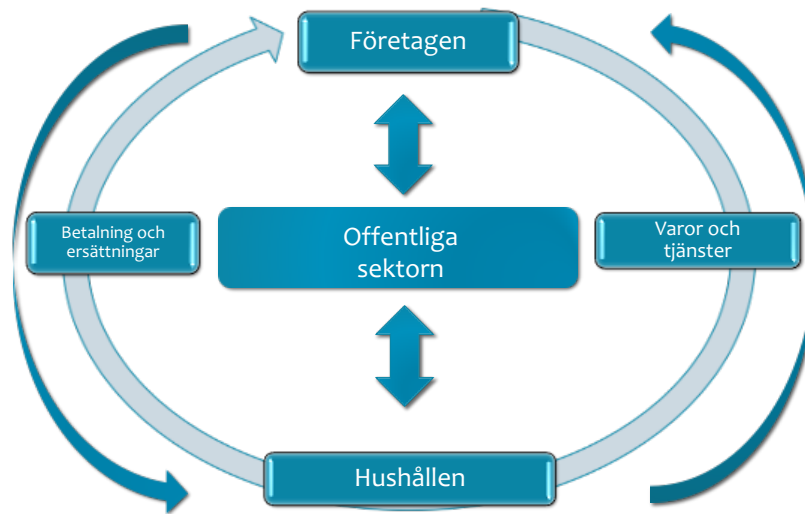 Företagen
Betalning och
ersättningar
Offentliga
sektorn
Varor och
tjänster
Hushållen